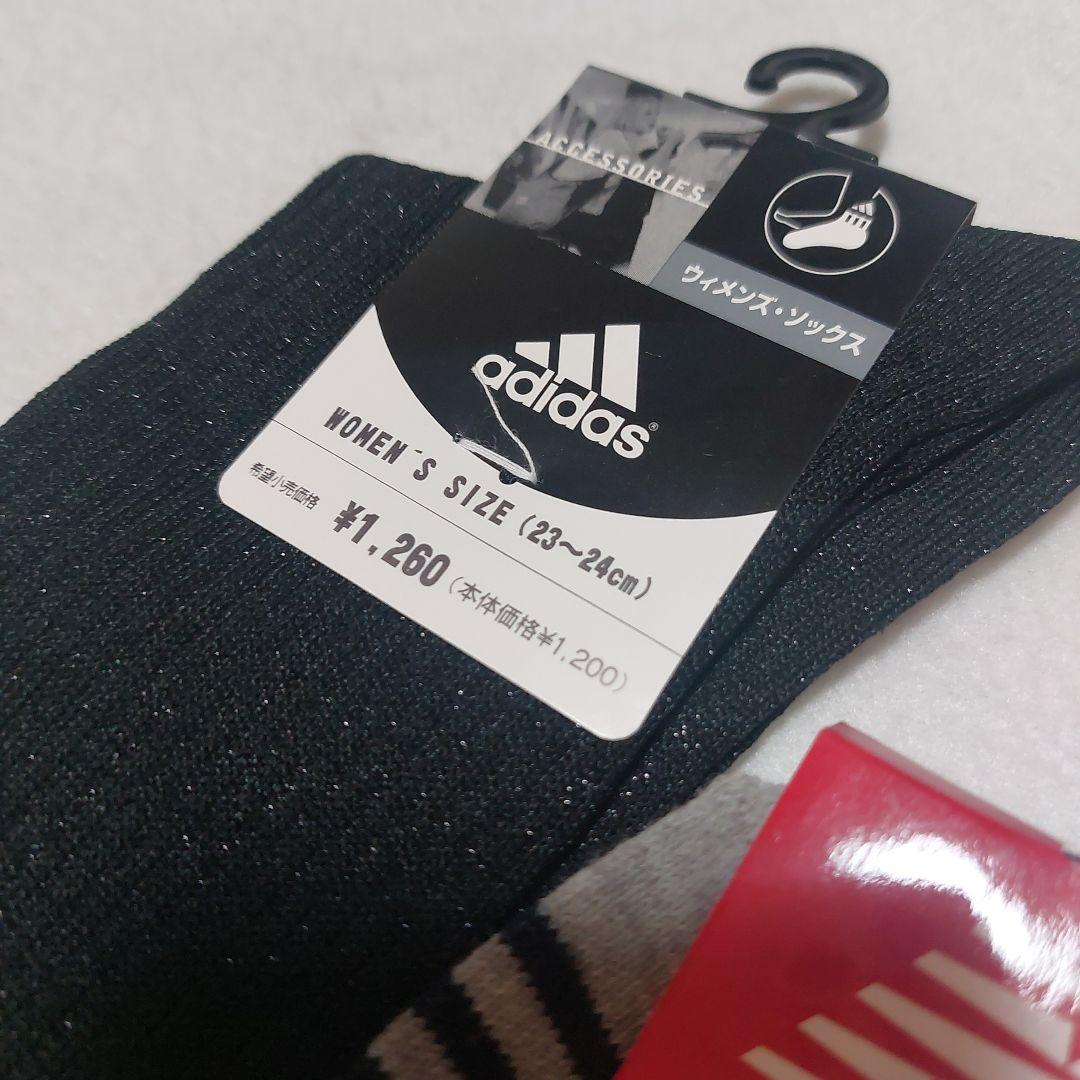 ACCESSORIES
ウィメンズ・ソックス
adidas®
WOMEN'S SIZE (23〜24cm)
希望小売価格
¥1,260 (本体価格¥1,200)